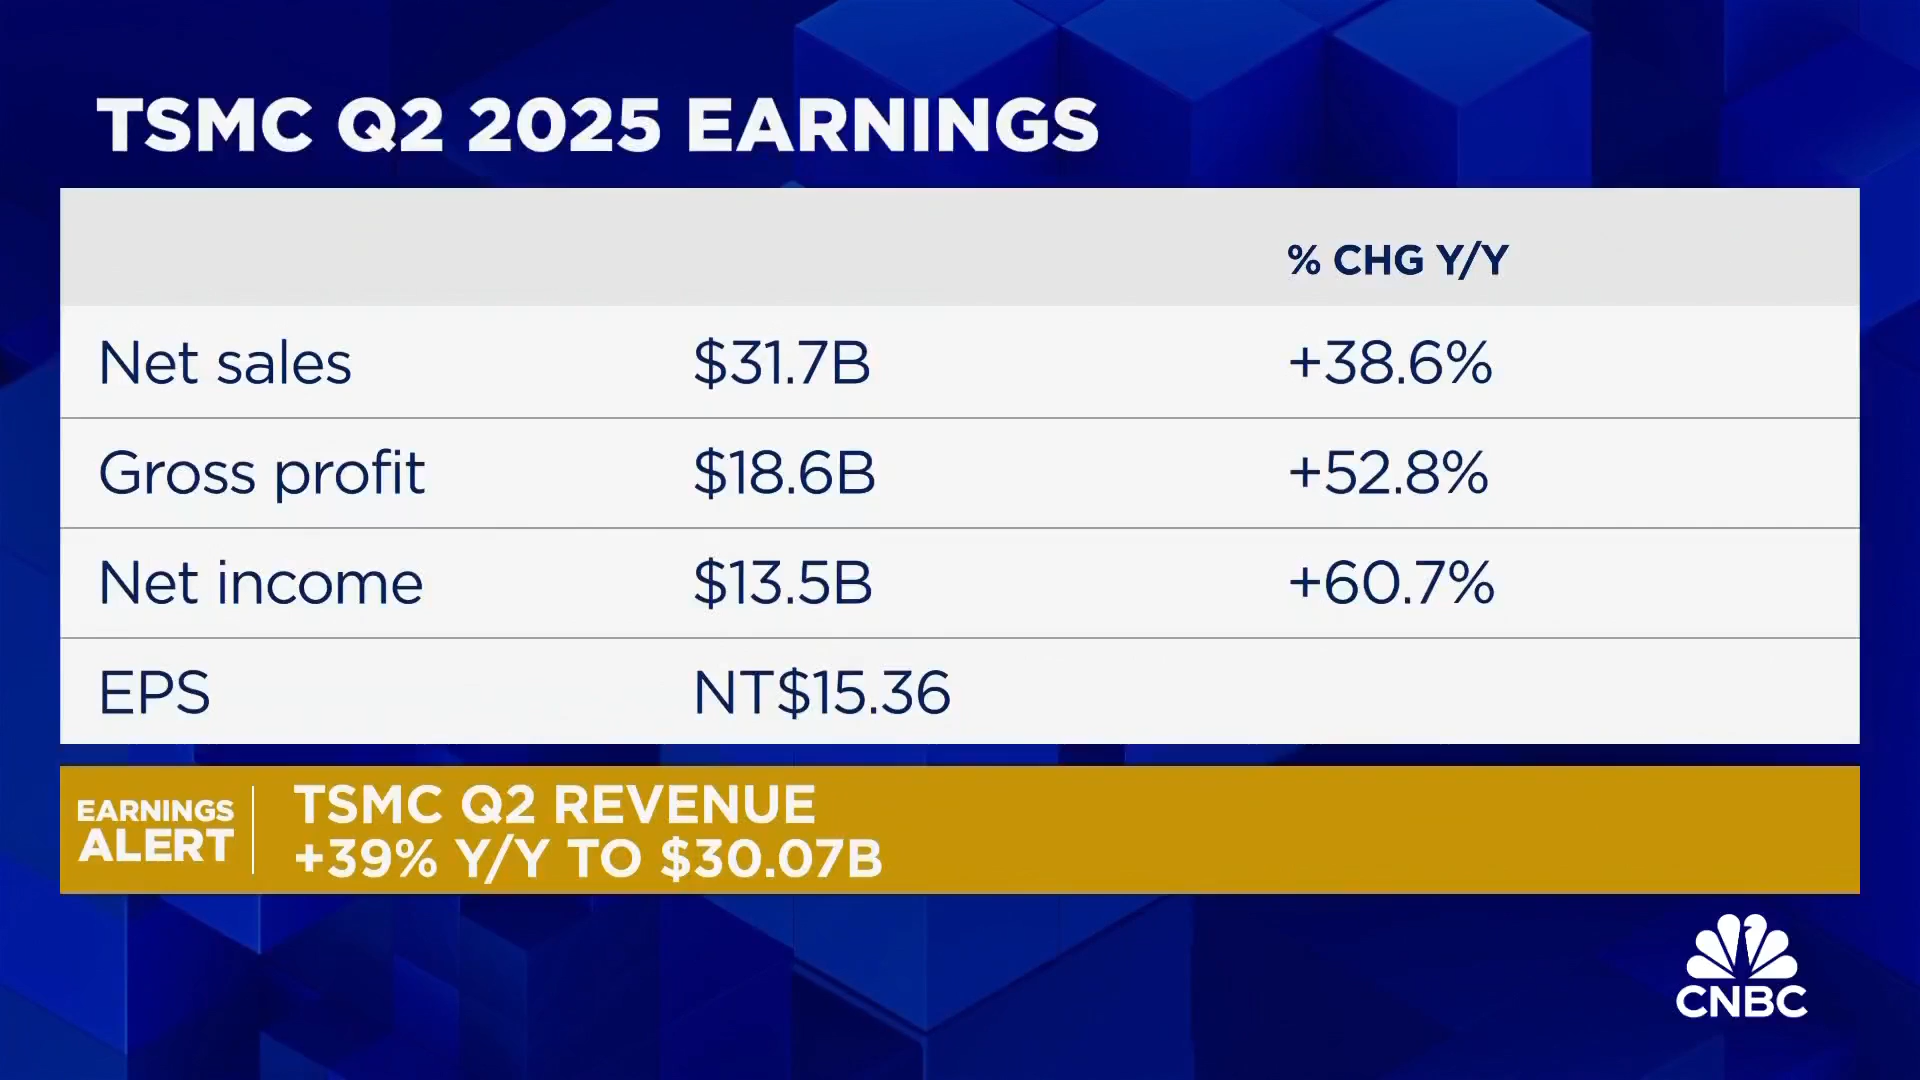 TSMC Q2 2025 EARNINGS
% CHG Y/Y
Net sales $31.7B +38.6%
Gross profit $18.6B +52.8%
Net income $13.5B +60.7%
EPS NT$15.36
EARNINGS
ALERT
TSMC Q2 REVENUE
+39% Y/Y TO $30.07B
CNBC